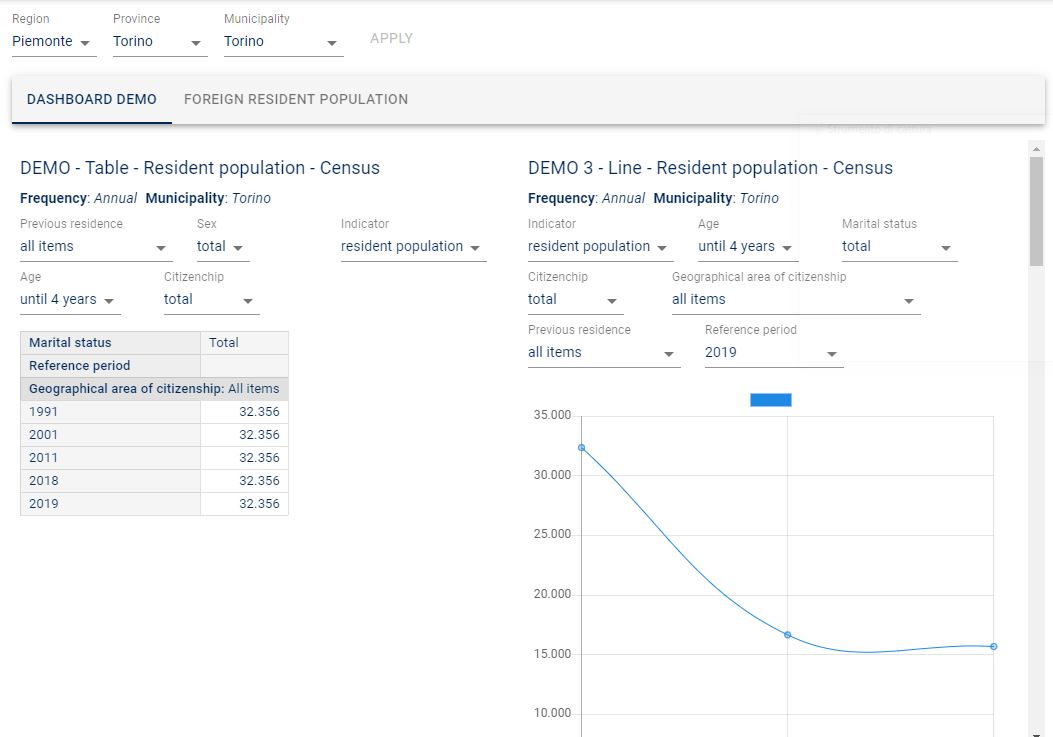 Region Province Municipality
Piemonte Torino Torino APPLY
DASHBOARD DEMO FOREIGN RESIDENT POPULATION
Strumento di cattura
DEMO - Table - Resident population - Census
Frequency: Annual Municipality: Torino
Previous residence Sex Indicator
all items total resident population
Age Citizenchip
until 4 years total
Marital status Total
Reference period
Geographical area of citizenship: All items
1991 32.356
2001 32.356
2011 32.356
2018 32.356
2019 32.356
DEMO 3 - Line - Resident population - Census
Frequency: Annual Municipality: Torino
Indicator Age Marital status
resident population until 4 years total
Citizenchip Geographical area of citizenship
total all items
Previous residence Reference period
all items 2019
35.000
30.000
25.000
20.000
15.000
10.000